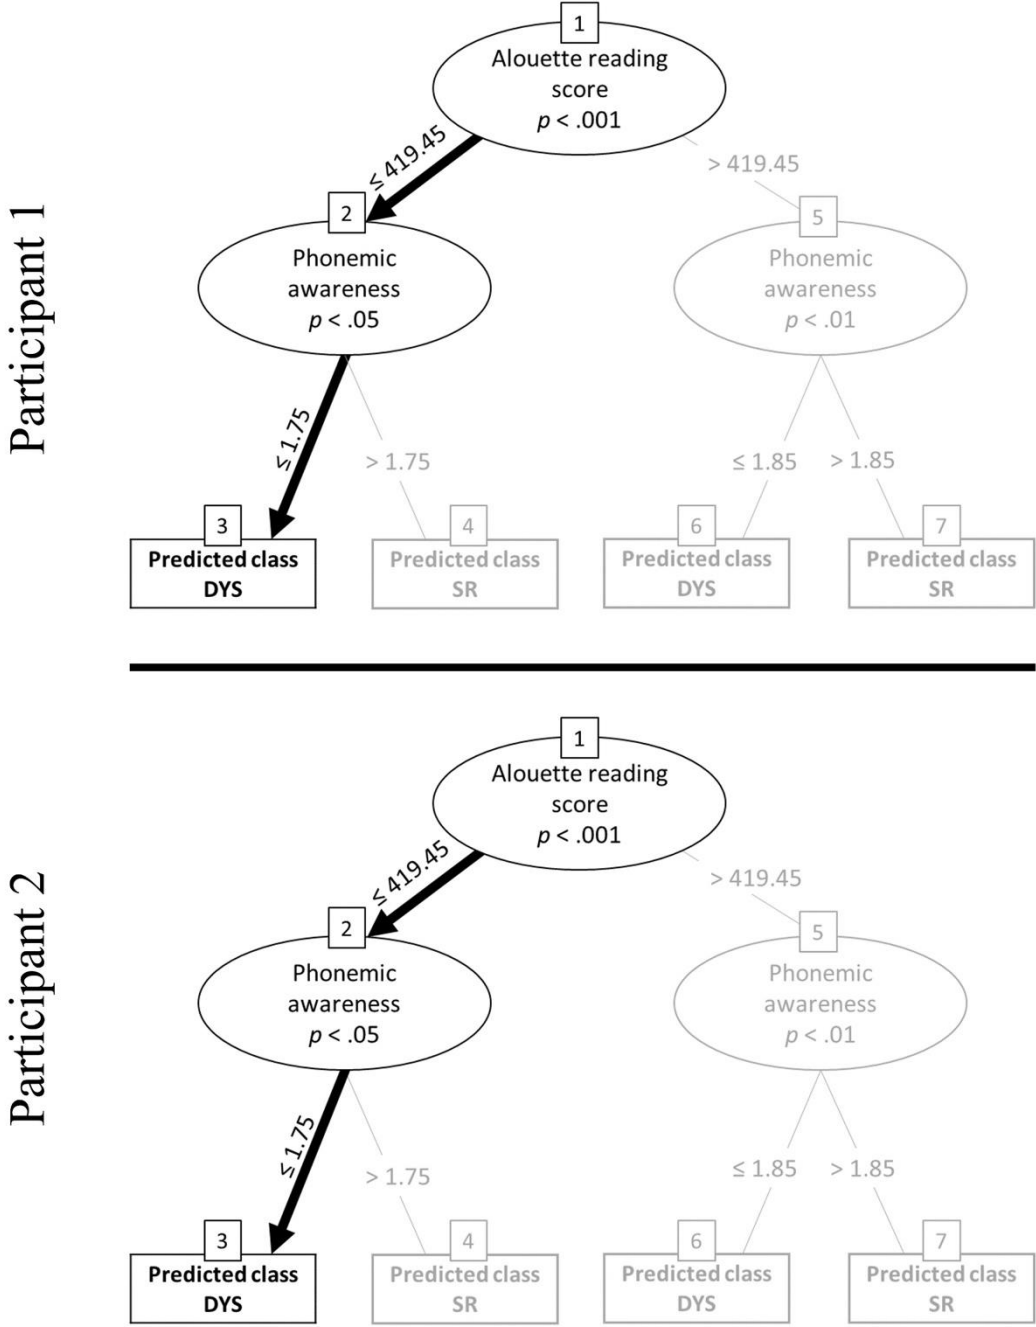 Participant 1
1
Alouette reading
score
p < .001
≤ 419.45
> 419.45
2
Phonemic
awareness
p < .05
5
Phonemic
awareness
p < .01
≤ 1.75
> 1.75
≤ 1.85
> 1.85
3
Predicted class
DYS
4
Predicted class
SR
6
Predicted class
DYS
7
Predicted class
SR
Participant 2
1
Alouette reading
score
p < .001
≤ 419.45
> 419.45
2
Phonemic
awareness
p < .05
5
Phonemic
awareness
p < .01
≤ 1.75
> 1.75
≤ 1.85
> 1.85
3
Predicted class
DYS
4
Predicted class
SR
6
Predicted class
DYS
7
Predicted class
SR